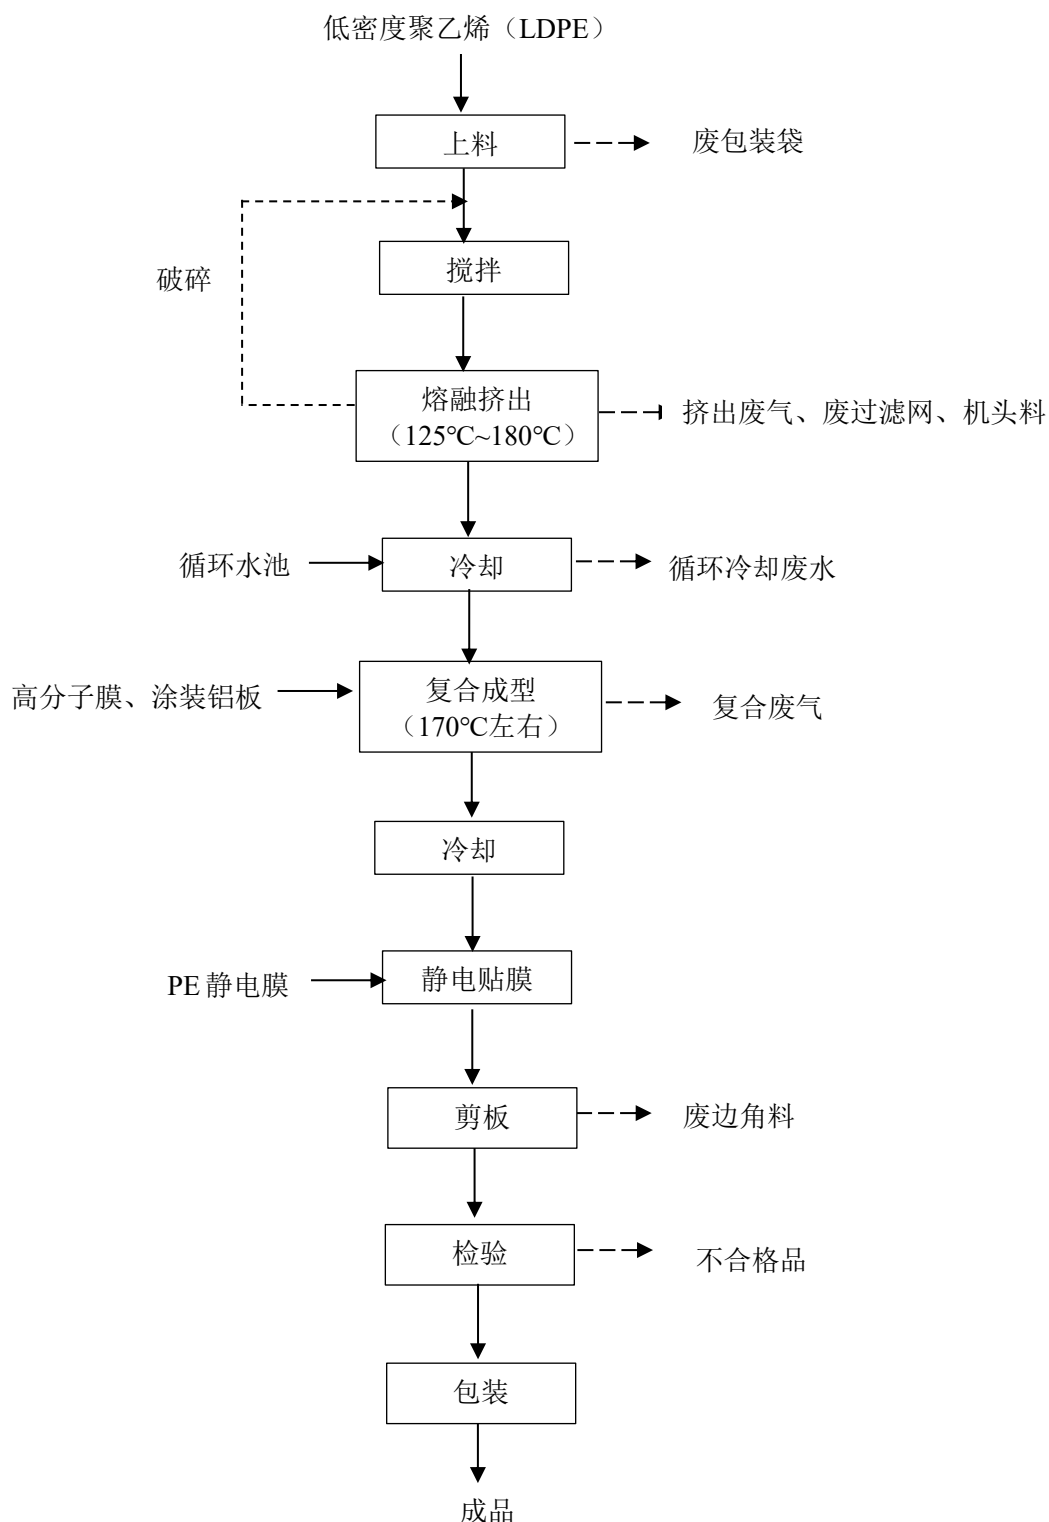 低密度聚乙烯（LDPE）
上料
废包装袋
搅拌
破碎
熔融挤出
（125℃~180℃）
挤出废气、废过滤网、机头料
循环水池
冷却
循环冷却废水
高分子膜、涂装铝板
复合成型
（170℃左右）
复合废气
冷却
PE 静电膜
静电贴膜
剪板
废边角料
检验
不合格品
包装
成品